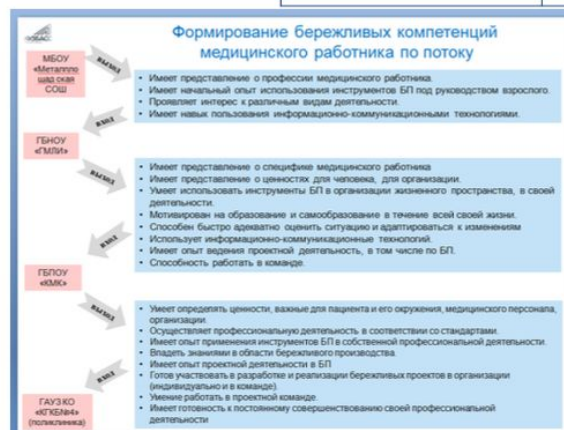 Формирование бережливых компетенций
медицинского работника по потоку
МБОУ
«Металлпло
щад ская
СОШ
ВЫХОД
• Имеет представление о профессии медицинского работника.
• Имеет начальный опыт использования инструментов БП под руководством взрослого.
• Проявляет интерес к различным видам деятельности.
• Имеет навык пользования информационно-коммуникационными технологиями.
ВХОД
ГБНОУ
«ГМЛИ»
ВЫХОД
• Имеет представление о специфике медицинского работника
• Имеет представление о ценностях для человека, для организации.
• Умеет использовать инструменты БП в организации жизненного пространства, в своей
деятельности.
• Мотивирован на образование и самообразование в течение всей своей жизни.
• Способен быстро адекватно оценить ситуацию и адаптироваться к изменениям
• Использует информационно-коммуникационные технологий.
• Имеет опыт ведения проектной деятельность, в том числе по БП.
• Способность работать в команде.
ВХОД
ГБПОУ
«КМК»
ВЫХОД
• Умеет определять ценности, важные для пациента и его окружения, медицинского персонала,
организации.
• Осуществляет профессиональную деятельность в соответствии со стандартами.
• Имеет опыт применения инструментов БП в собственной профессиональной деятельности.
• Владеть знаниями в области бережливого производства.
• Имеет опыт проектной деятельности в БП
• Готов участвовать в разработке и реализации бережливых проектов в организации
(индивидуально и в команде).
• Умение работать в проектной команде.
• Имеет готовность к постоянному совершенствованию своей профессиональной
деятельности
ВХОД
ГАУЗ КО
«КГКБ№4»
(поликлиника)